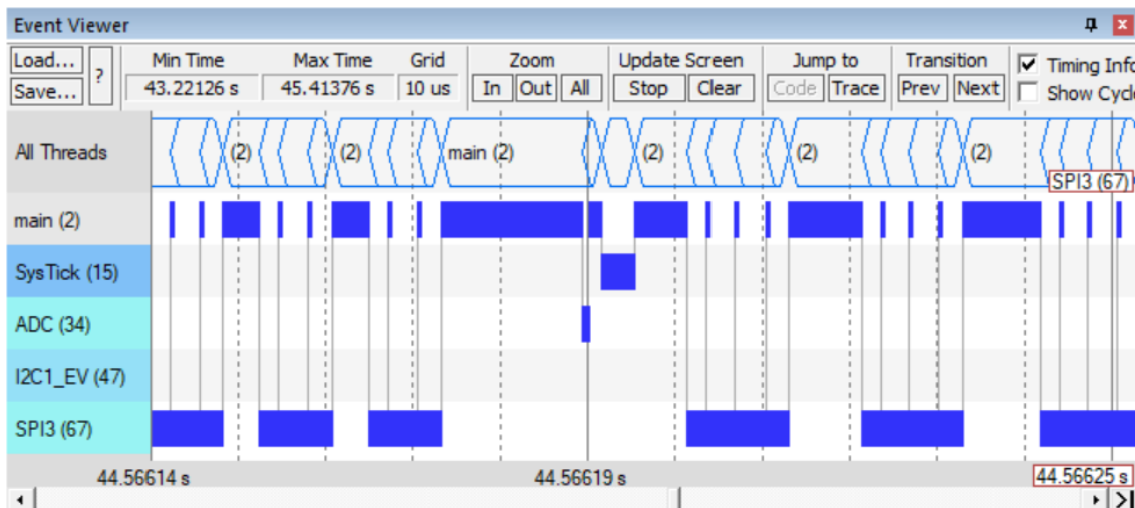 Event Viewer
Load... ? Min Time Max Time Grid Zoom Update Screen Jump to Transition Timing Info
Save... 43.22126 s 45.41376 s 10 us In Out All Stop Clear Code Trace Prev Next Show Cycl
All Threads (2) (2) main (2) (2) (2) (2)
SPI3 (67)
main (2)
SysTick (15)
ADC (34)
I2C1_EV (47)
SPI3 (67)
44.56614 s 44.56619 s 44.56625 s